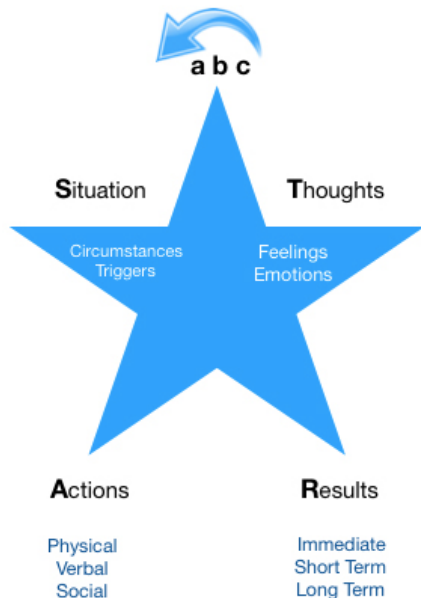 a b c
Situation
Thoughts
Circumstances
Triggers
Feelings
Emotions
Actions
Results
Physical
Verbal
Social
Immediate
Short Term
Long Term